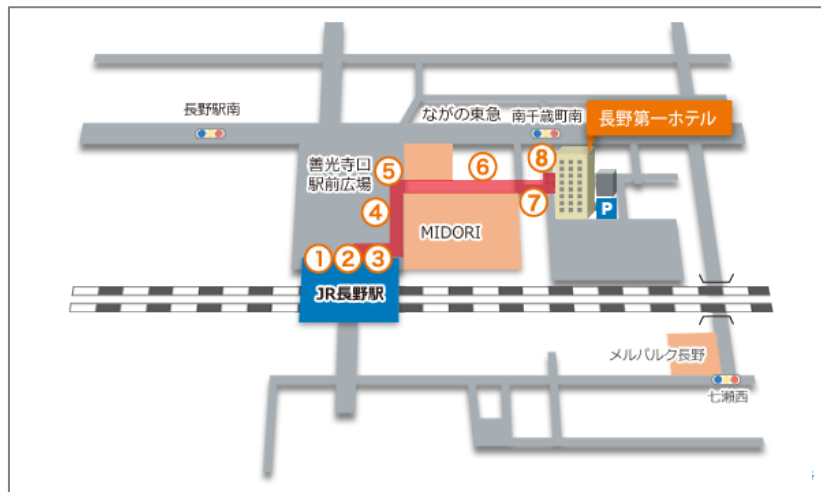 長野駅南
ながの東急
南千歳町南
長野第一ホテル
善光寺口
駅前広場
⑤
⑥
⑧
④
⑦
P
MIDORI
①
②
③
JR長野駅
メルパルク長野
七瀬西